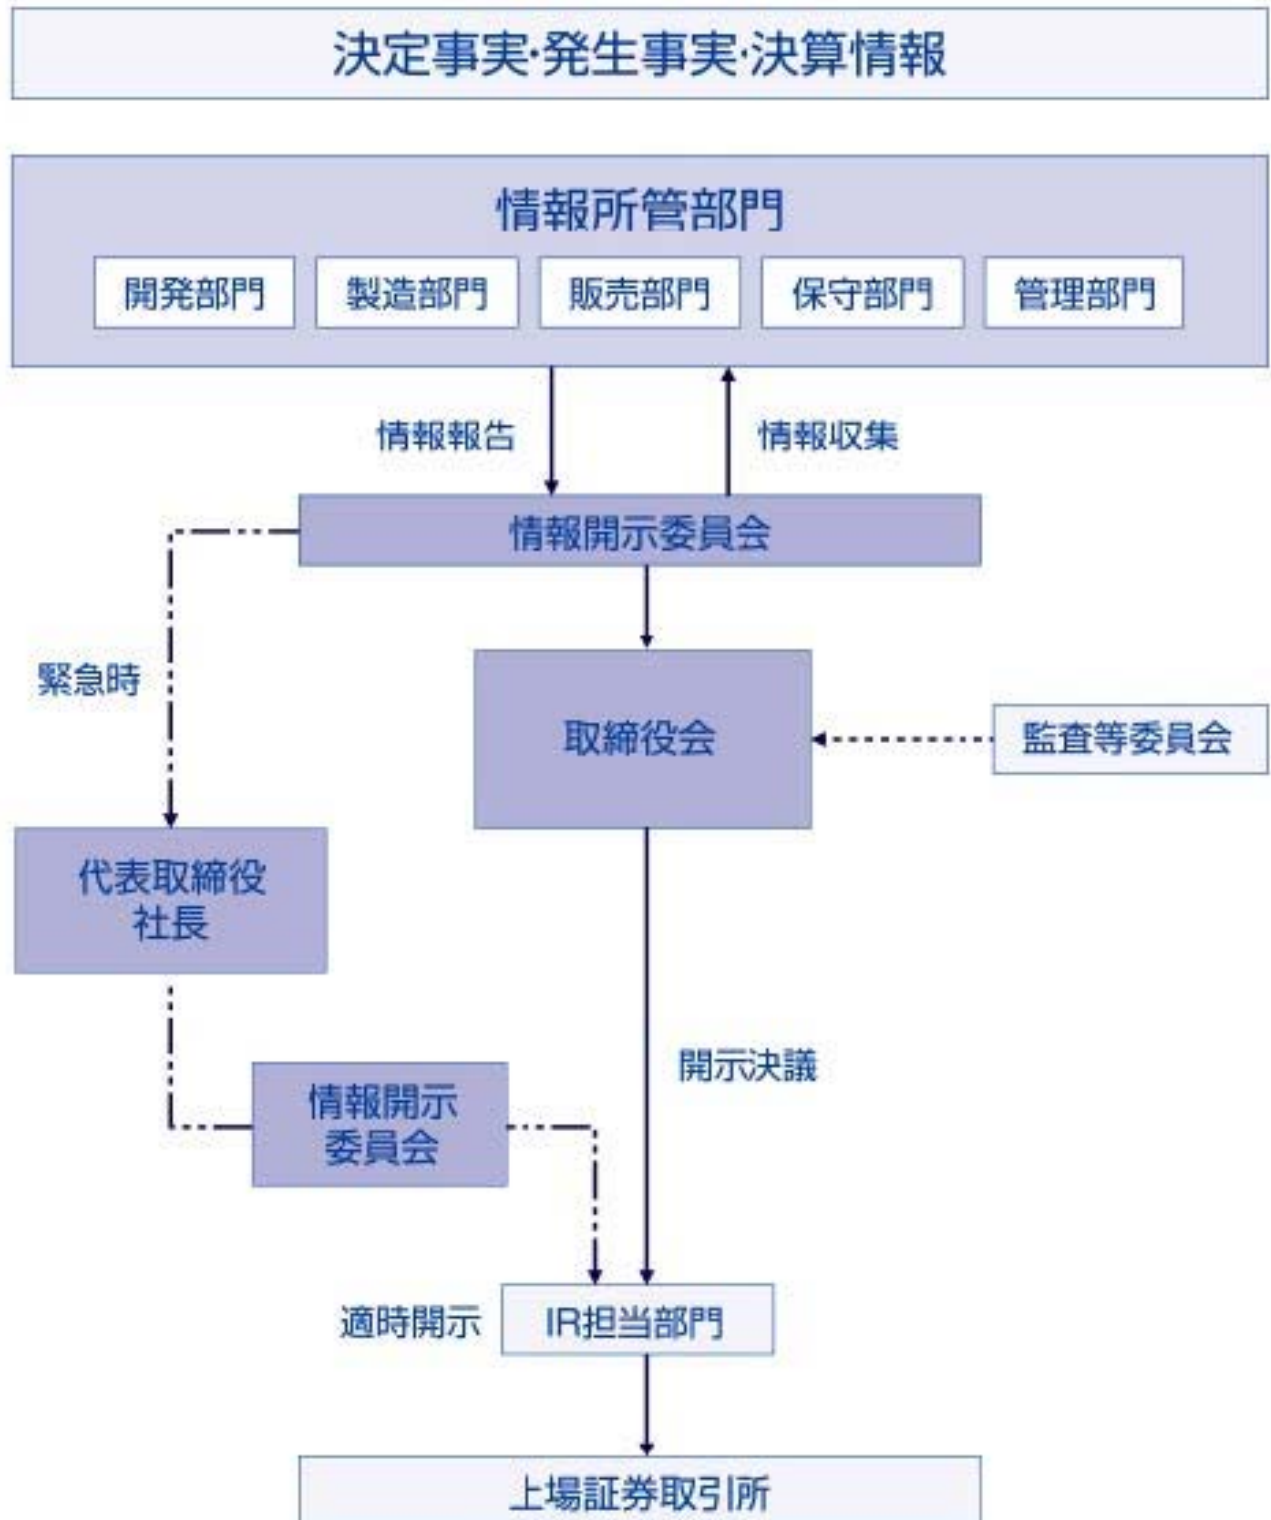 決定事実・発生事実・決算情報
情報所管部門
開発部門
製造部門
販売部門
保守部門
管理部門
情報報告
情報収集
情報開示委員会
緊急時
取締役会
監査等委員会
代表取締役
社長
開示決議
情報開示
委員会
適時開示
IR担当部門
上場証券取引所